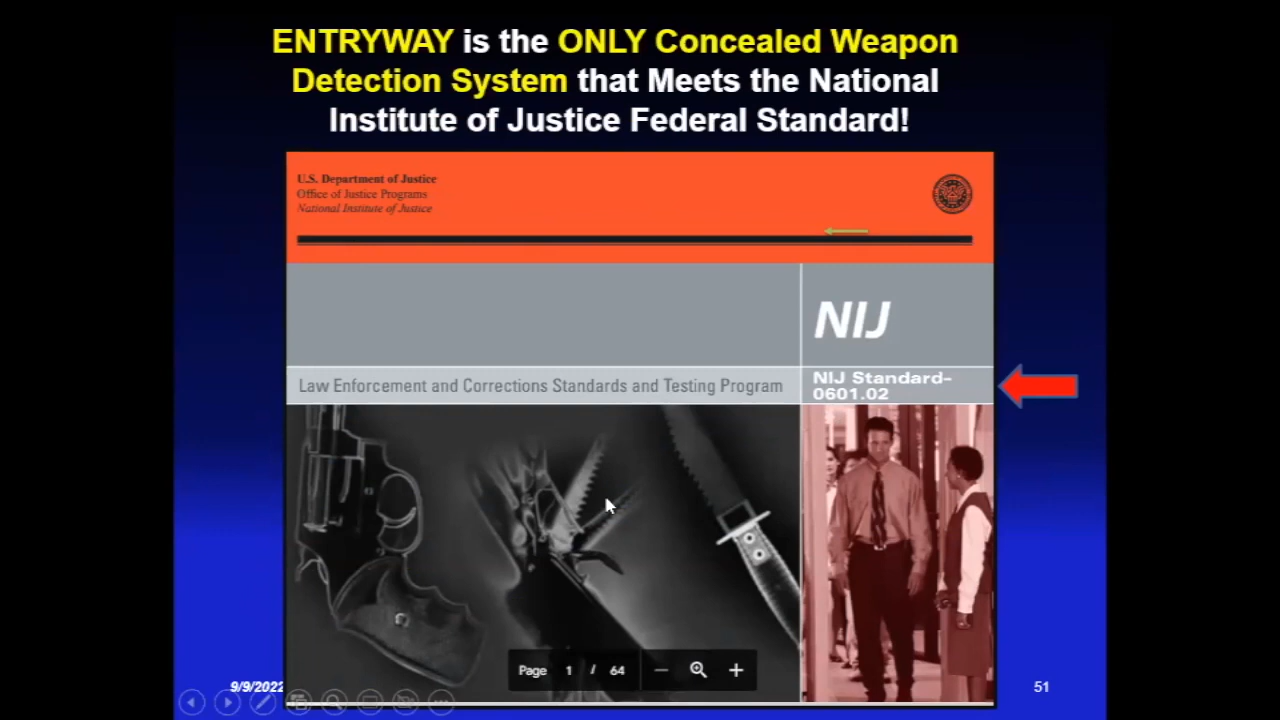 ENTRYWAY is the ONLY Concealed Weapon
Detection System that Meets the National
Institute of Justice Federal Standard!
U.S. Department of Justice
Office of Justice Programs
National Institute of Justice
NIJ
Law Enforcement and Corrections Standards and Testing Program
NIJ Standard-
0601.02
Page 1 / 64
9/9/2022
51